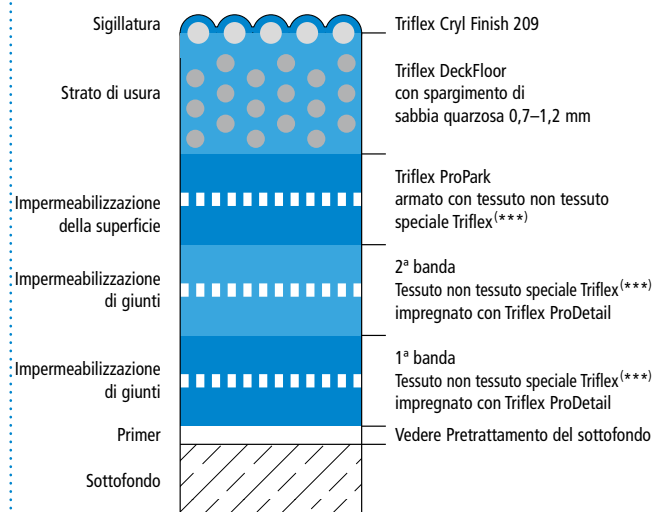 Sigillatura
Triflex Cryl Finish 209
Strato di usura
Triflex DeckFloor
con spargimento di
sabbia quarzosa 0,7–1,2 mm
Impermeabilizzazione
della superficie
Triflex ProPark
armato con tessuto non tessuto
speciale Triflex(***)
Impermeabilizzazione
di giunti
2ª banda
Tessuto non tessuto speciale Triflex(***)
impregnato con Triflex ProDetail
Impermeabilizzazione
di giunti
1ª banda
Tessuto non tessuto speciale Triflex(***)
impregnato con Triflex ProDetail
Primer
Vedere Pretrattamento del sottofondo
Sottofondo